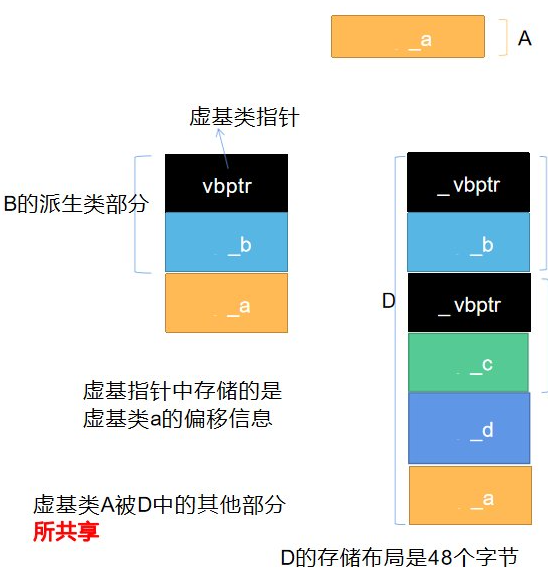 _a
A
虚基类指针
vbptr
B的派生类部分
_b
_a
_vbptr
_b
_vbptr
D
_c
_d
_a
虚基指针中存储的是
虚基类a的偏移信息
虚基类A被D中的其他部分
所共享
D的存储布局是48个字节